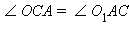 ∠OCA = ∠O₁AC